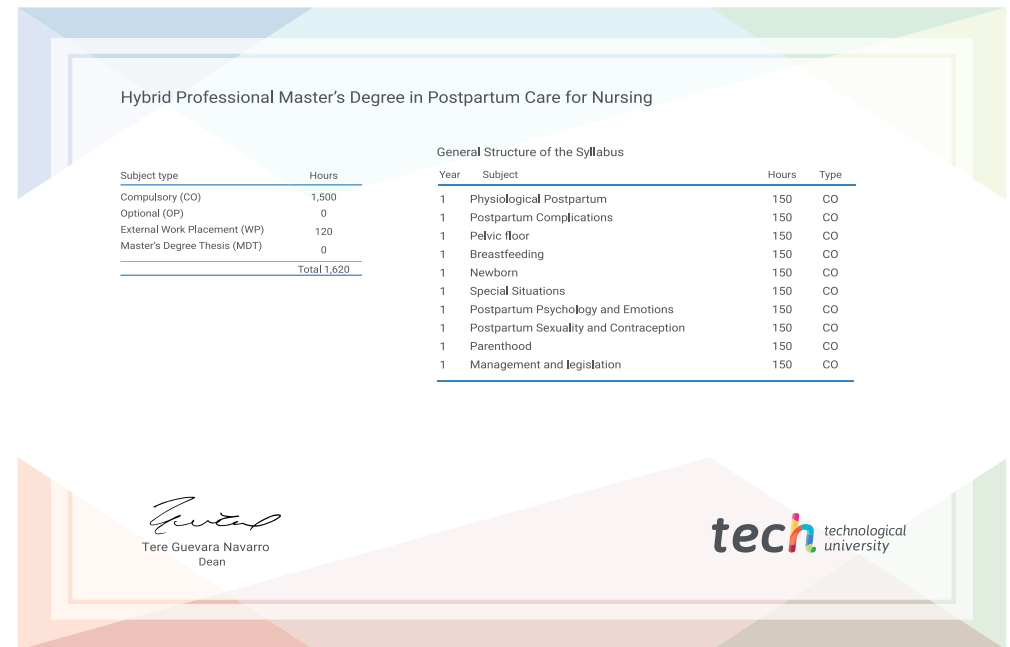 Hybrid Professional Master's Degree in Postpartum Care for Nursing
General Structure of the Syllabus
Subject type Hours
Compulsory (CO) 1,500
Optional (OP) 0
External Work Placement (WP) 120
Master's Degree Thesis (MDT) 0
Total 1,620
Year Subject Hours Type
1 Physiological Postpartum 150 CO
1 Postpartum Complications 150 CO
1 Pelvic floor 150 CO
1 Breastfeeding 150 CO
1 Newborn 150 CO
1 Special Situations 150 CO
1 Postpartum Psychology and Emotions 150 CO
1 Postpartum Sexuality and Contraception 150 CO
1 Parenthood 150 CO
1 Management and legislation 150 CO
Tere Guevara Navarro
Dean
tech technological
university